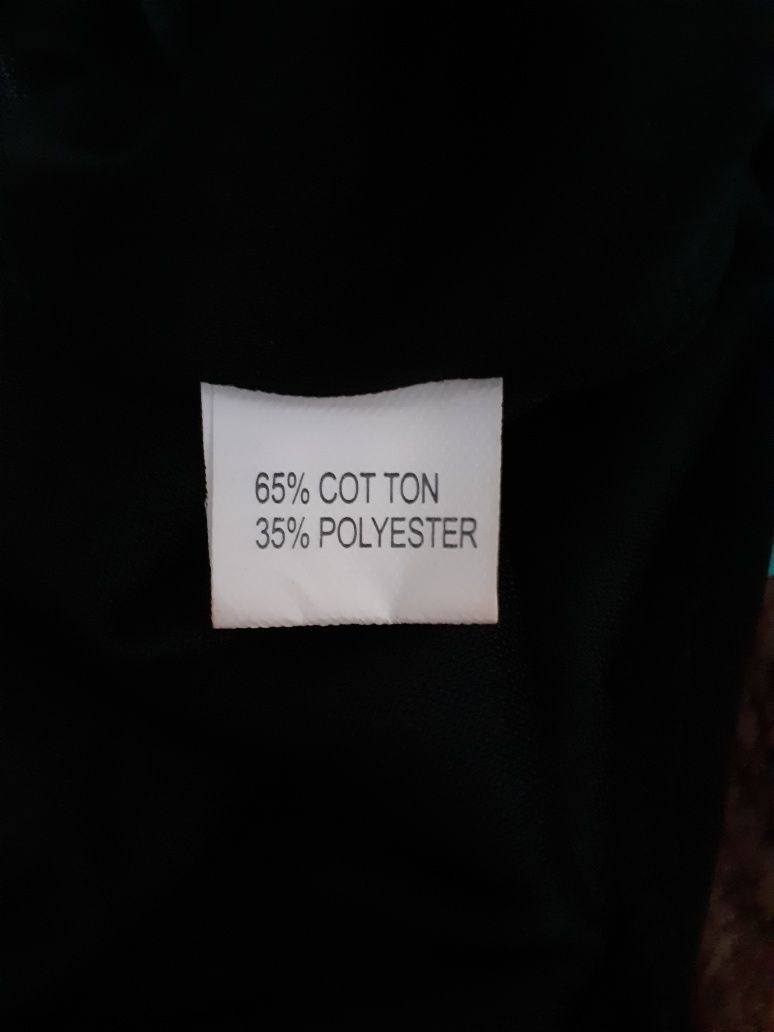 65% COT TON
35% POLYESTER